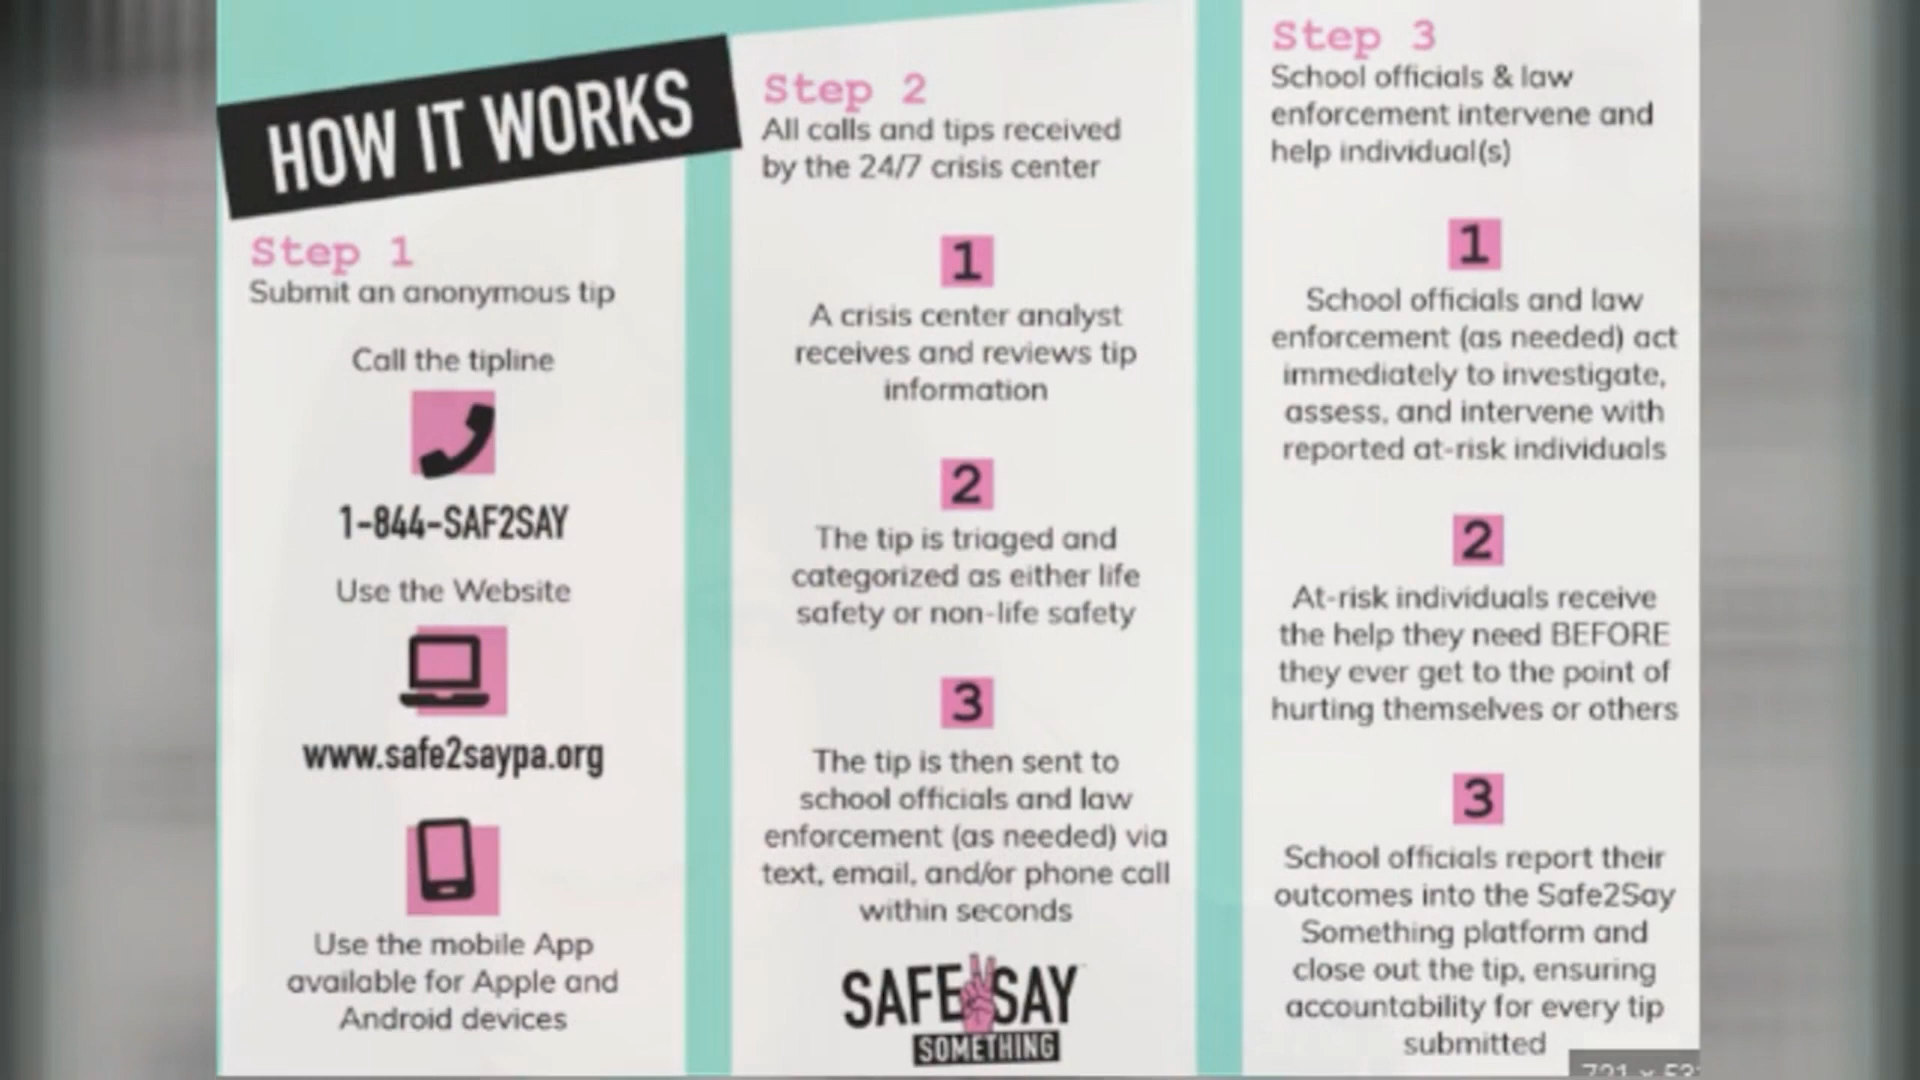 HOW IT WORKS
Step 1
Submit an anonymous tip
Call the tipline
1-844-SAF2SAY
Use the Website
www.safe2saypa.org
Use the mobile App
available for Apple and
Android devices
Step 2
All calls and tips received
by the 24/7 crisis center
1
A crisis center analyst
receives and reviews tip
information
2
The tip is triaged and
categorized as either life
safety or non-life safety
3
The tip is then sent to
school officials and law
enforcement (as needed) via
text, email, and/or phone call
within seconds
SAFE SAY
SOMETHING
Step 3
School officials & law
enforcement intervene and
help individual(s)
1
School officials and law
enforcement (as needed) act
immediately to investigate,
assess, and intervene with
reported at-risk individuals
2
At-risk individuals receive
the help they need BEFORE
they ever get to the point of
hurting themselves or others
3
School officials report their
outcomes into the Safe2Say
Something platform and
close out the tip, ensuring
accountability for every tip
submitted